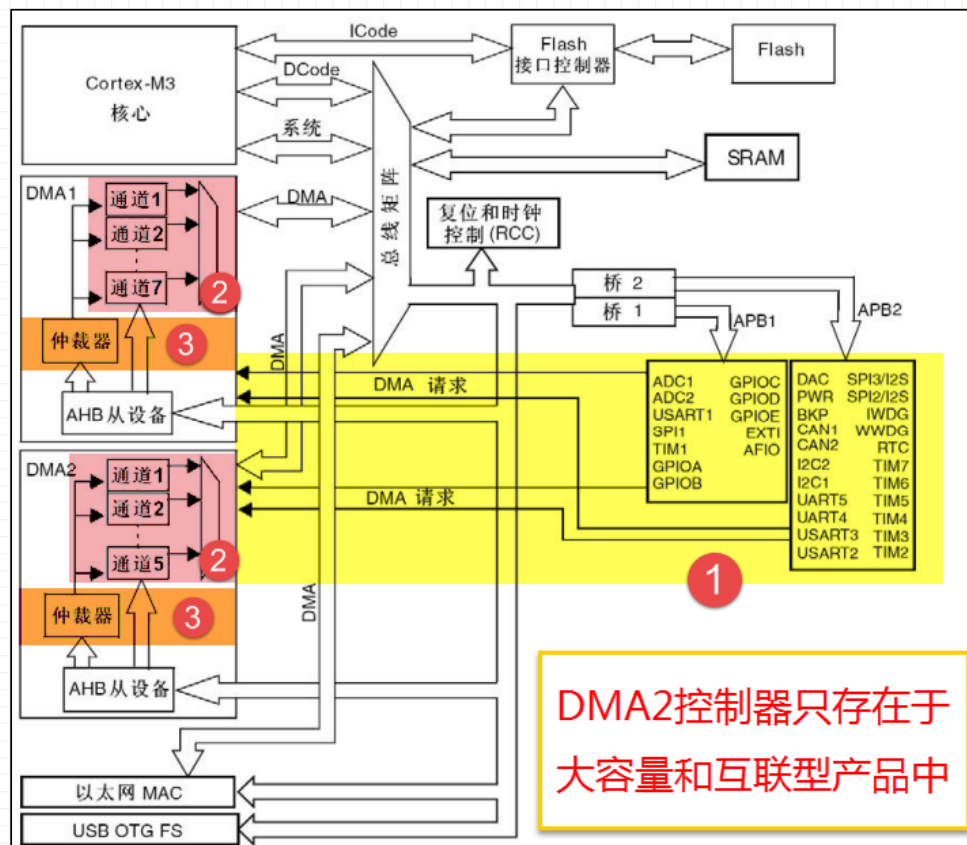 ICode
Flash
接口控制器
Flash
Cortex-M3
核心
DCode
系统
DMA
总线矩阵
SRAM
复位和时钟
控制(RCC)
DMA1
通道1
通道2
通道7
2
仲裁器
3
AHB从设备
桥 2
桥 1
APB1
APB2
DMA
DMA 请求
ADC1 GPIOC
ADC2 GPIOD
USART1 GPIOE
SPI1 EXTI
TIM1 AFIO
GPIOA
GPIOB
DAC SPI3/I2S
PWR SPI2/I2S
BKP IWDG
CAN1 WWDG
CAN2 RTC
I2C2 TIM7
I2C1 TIM6
UART5 TIM5
UART4 TIM4
USART3 TIM3
USART2 TIM2
1
DMA2
通道1
通道2
通道5
2
仲裁器
3
AHB从设备
DMA 请求
DMA
以太网 MAC
USB OTG FS
DMA2控制器只存在于
大容量和互联型产品中